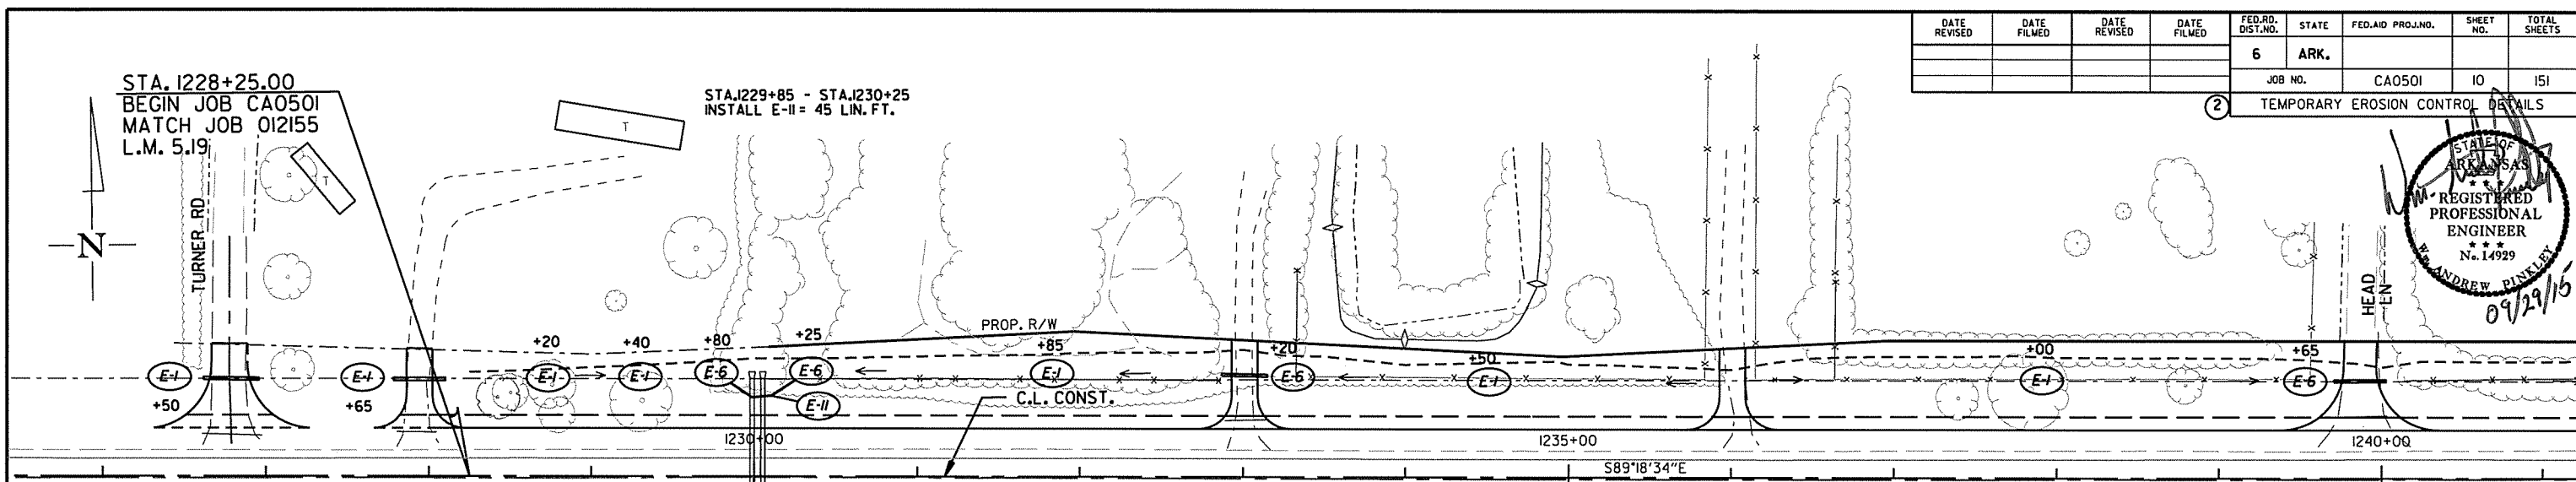 DATE REVISED
DATE FILMED
DATE REVISED
DATE FILMED
FED.RD. DIST.NO.
STATE
FED.AID PROJ.NO.
SHEET NO.
TOTAL SHEETS
6
ARK.
JOB NO.
CA0501
10
151
2
TEMPORARY EROSION CONTROL DETAILS
STA. 1228+25.00
BEGIN JOB CA0501
MATCH JOB 012155
L.M. 5.19
STA.1229+85 - STA.1230+25
INSTALL E-11 = 45 LIN. FT.
T
T
STATE OF
ARKANSAS
★ ★ ★
REGISTERED
PROFESSIONAL
ENGINEER
★ ★ ★
No. 14929
ANDREW PINKLEY
09/29/15
N
TURNER RD.
HEAD LN
PROP. R/W
+20
+40
+80
+25
+85
+20
+50
+00
+65
E-1
E-1
E-1
E-1
E-6
E-6
E-1
E-6
E-1
E-1
E-6
+50
+65
E-11
C.L. CONST.
1230+00
1235+00
1240+00
S89°18'34"E